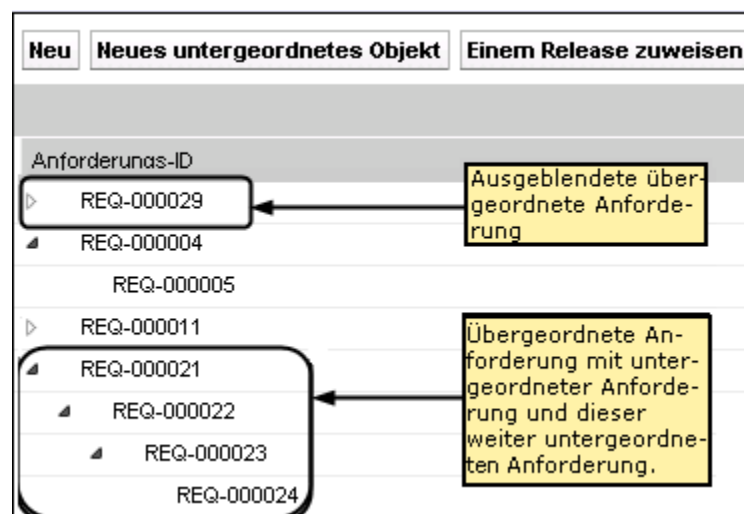 Neu Neues untergeordnetes Objekt Einem Release zuweisen
Anforderungs-ID
REQ-000029
Ausgeblendete über-
geordnete Anforde-
rung
REQ-000004
REQ-000005
REQ-000011
REQ-000021
REQ-000022
REQ-000023
REQ-000024
Übergeordnete An-
forderung mit unter-
geordneter Anforde-
rung und dieser
weiter untergeordne-
ten Anforderung.